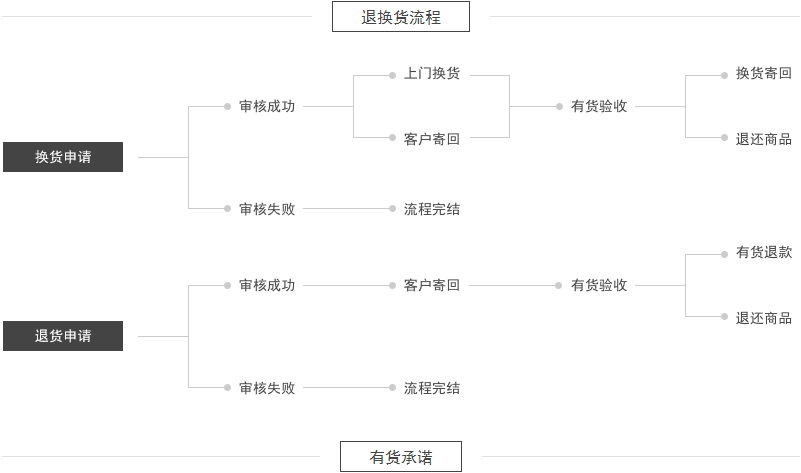 退换货流程
换货申请
审核成功
上门换货
客户寄回
有货验收
换货寄回
退还商品
审核失败
流程完结
退货申请
审核成功
客户寄回
有货验收
有货退款
退还商品
审核失败
流程完结
有货承诺